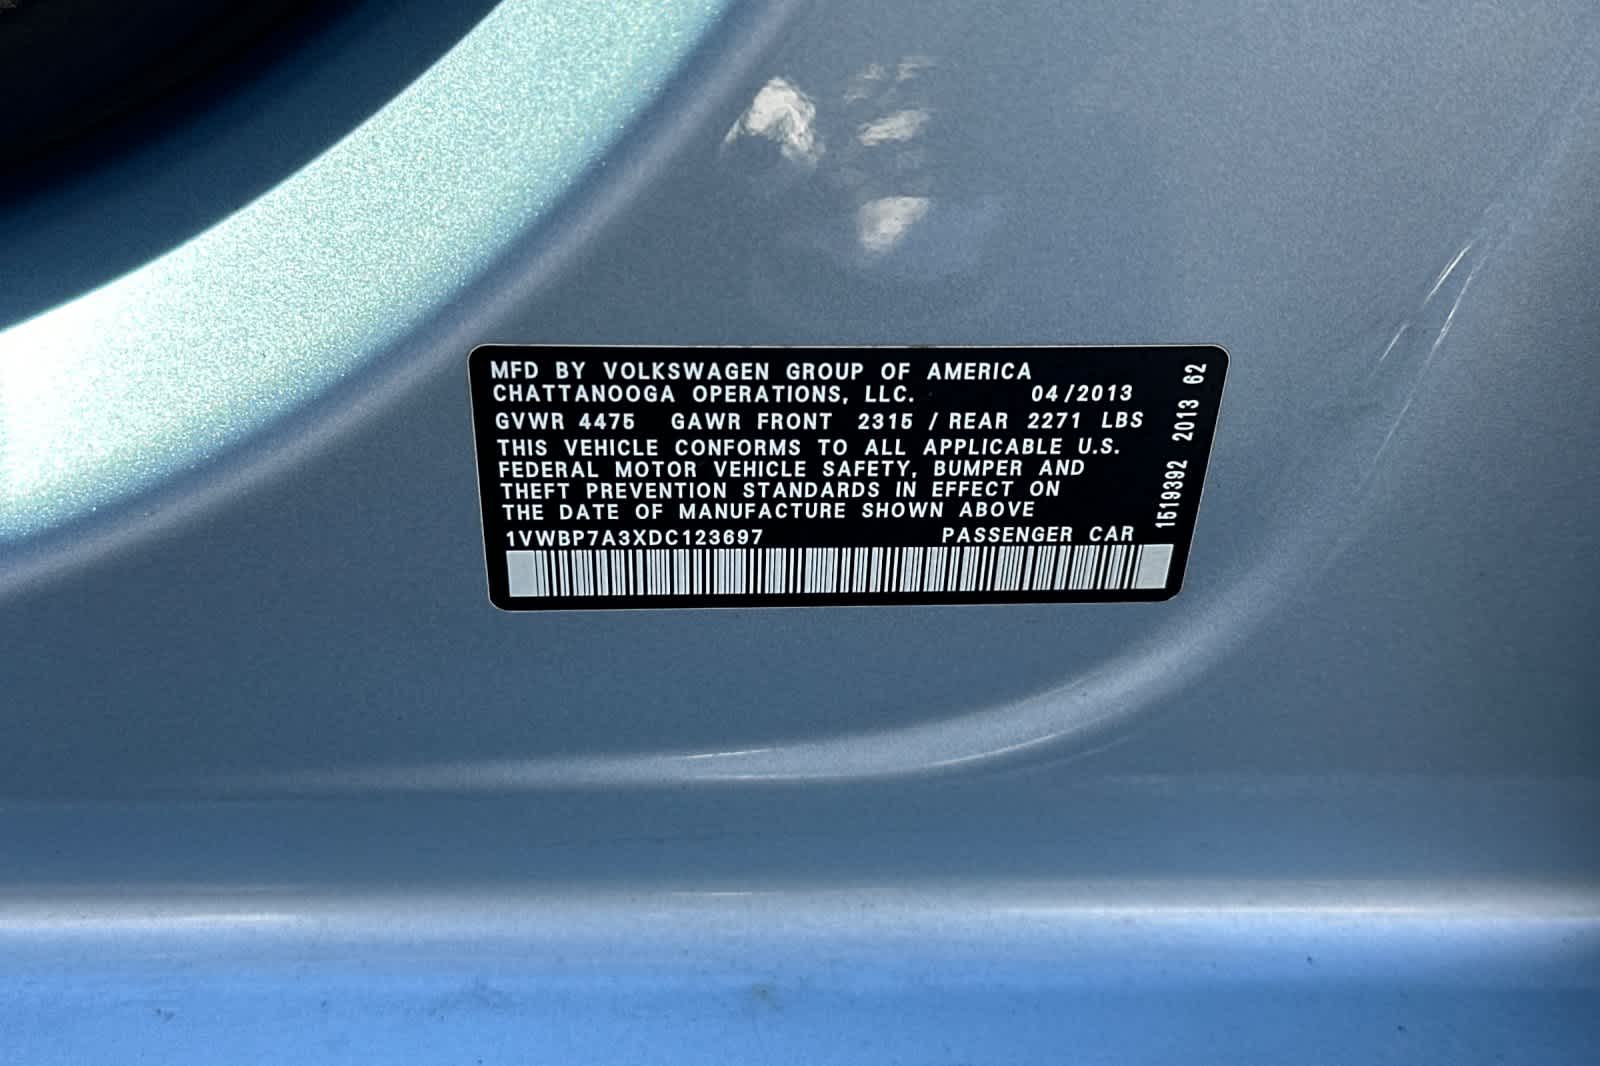 MFD BY VOLKSWAGEN GROUP OF AMERICA
CHATTANOOGA OPERATIONS, LLC. 04/2013
GVWR 4475 GAWR FRONT 2315 / REAR 2271 LBS
THIS VEHICLE CONFORMS TO ALL APPLICABLE U.S.
FEDERAL MOTOR VEHICLE SAFETY, BUMPER AND
THEFT PREVENTION STANDARDS IN EFFECT ON
THE DATE OF MANUFACTURE SHOWN ABOVE
1VWBP7A3XDC123697 PASSENGER CAR
1519392 2013 62